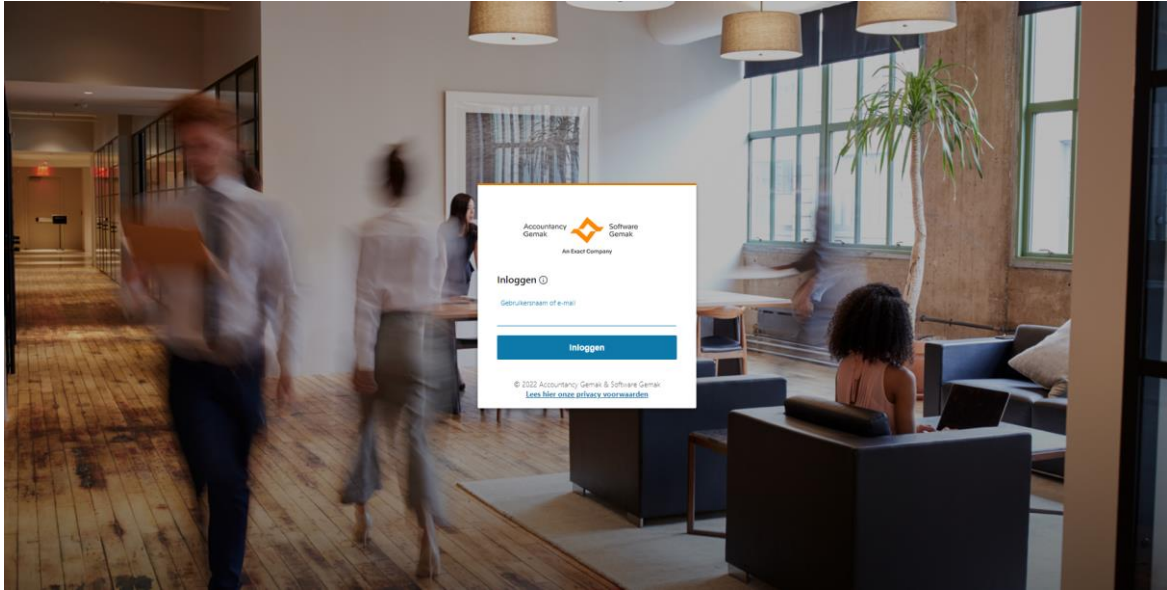 Accountancy Gemak
Software Gemak
An Exact Company
Inloggen
Gebruikersnaam of e-mail
Inloggen
© 2022 Accountancy Gemak & Software Gemak
Lees hier onze privacy voorwaarden